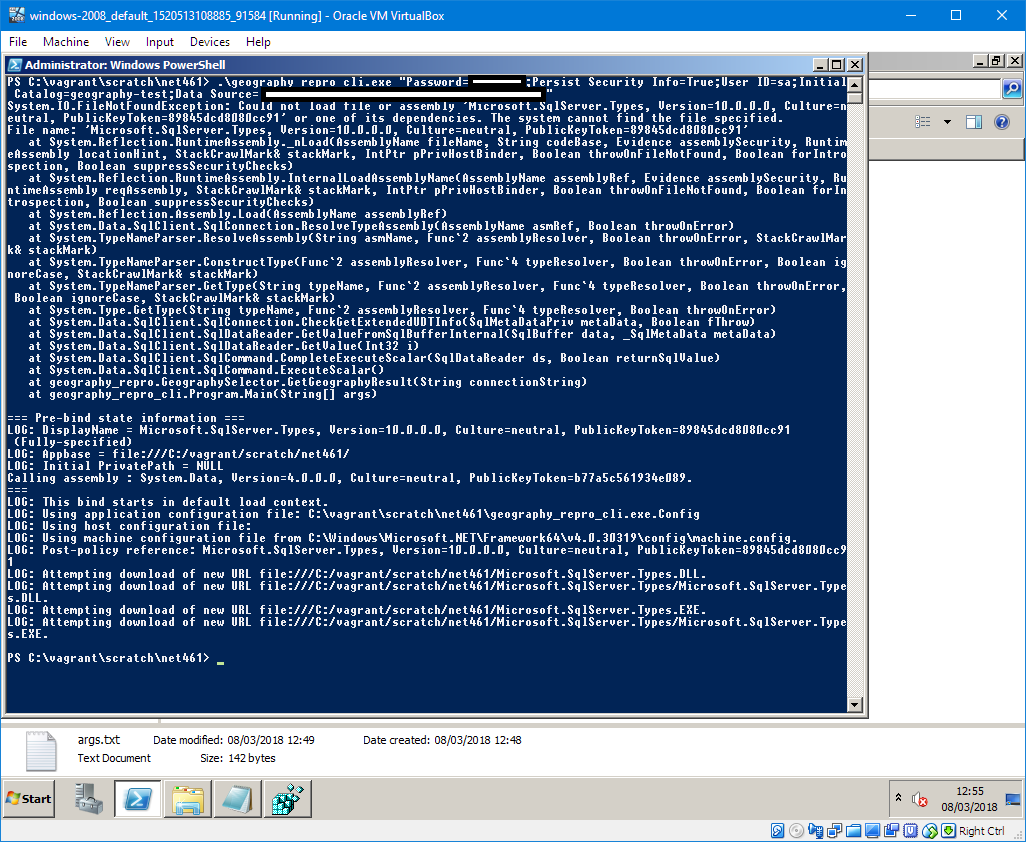 windows-2008_default_1520513108885_91584 [Running] - Oracle VM VirtualBox
File Machine View Input Devices Help
Administrator: Windows PowerShell
PS C:\vagrant\scratch\net461> .\geography_repro_cli.exe "Password= ;Persist Security Info=True;User ID=sa;Initial
 Catalog=geography-test;Data Source= "
System.IO.FileNotFoundException: Could not load file or assembly 'Microsoft.SqlServer.Types, Version=10.0.0.0, Culture=n
eutral, PublicKeyToken=89845dcd8080cc91' or one of its dependencies. The system cannot find the file specified.
File name: 'Microsoft.SqlServer.Types, Version=10.0.0.0, Culture=neutral, PublicKeyToken=89845dcd8080cc91'
   at System.Reflection.RuntimeAssembly._nLoad(AssemblyName fileName, String codeBase, Evidence assemblySecurity, Runtim
eAssembly locationHint, StackCrawlMark& stackMark, IntPtr pPrivHostBinder, Boolean throwOnFileNotFound, Boolean forIntro
spection, Boolean suppressSecurityChecks)
   at System.Reflection.RuntimeAssembly.InternalLoadAssemblyName(AssemblyName assemblyRef, Evidence assemblySecurity, Ru
ntimeAssembly reqAssembly, StackCrawlMark& stackMark, IntPtr pPrivHostBinder, Boolean throwOnFileNotFound, Boolean forIn
trospection, Boolean suppressSecurityChecks)
   at System.Reflection.Assembly.Load(AssemblyName assemblyRef)
   at System.Data.SqlClient.SqlConnection.ResolveTypeAssembly(AssemblyName asmRef, Boolean throwOnError)
   at System.TypeNameParser.ResolveAssembly(String asmName, Func`2 assemblyResolver, Boolean throwOnError, StackCrawlMar
k& stackMark)
   at System.TypeNameParser.ConstructType(Func`2 assemblyResolver, Func`4 typeResolver, Boolean throwOnError, Boolean ig
noreCase, StackCrawlMark& stackMark)
   at System.TypeNameParser.GetType(String typeName, Func`2 assemblyResolver, Func`4 typeResolver, Boolean throwOnError,
 Boolean ignoreCase, StackCrawlMark& stackMark)
   at System.Type.GetType(String typeName, Func`2 assemblyResolver, Func`4 typeResolver, Boolean throwOnError)
   at System.Data.SqlClient.SqlConnection.CheckGetExtendedUDTInfo(SqlMetaDataPriv metaData, Boolean fThrow)
   at System.Data.SqlClient.SqlDataReader.GetValueFromSqlBufferInternal(SqlBuffer data, _SqlMetaData metaData)
   at System.Data.SqlClient.SqlDataReader.GetValue(Int32 i)
   at System.Data.SqlClient.SqlCommand.CompleteExecuteScalar(SqlDataReader ds, Boolean returnSqlValue)
   at System.Data.SqlClient.SqlCommand.ExecuteScalar()
   at geography_repro.GeographySelector.GetGeographyResult(String connectionString)
   at geography_repro_cli.Program.Main(String[] args)
=== Pre-bind state information ===
LOG: DisplayName = Microsoft.SqlServer.Types, Version=10.0.0.0, Culture=neutral, PublicKeyToken=89845dcd8080cc91
 (Fully-specified)
LOG: Appbase = file:///C:/vagrant/scratch/net461/
LOG: Initial PrivatePath = NULL
Calling assembly : System.Data, Version=4.0.0.0, Culture=neutral, PublicKeyToken=b77a5c561934e089.
===
LOG: This bind starts in default load context.
LOG: Using application configuration file: C:\vagrant\scratch\net461\geography_repro_cli.exe.Config
LOG: Using host configuration file:
LOG: Using machine configuration file from C:\Windows\Microsoft.NET\Framework64\v4.0.30319\config\machine.config.
LOG: Post-policy reference: Microsoft.SqlServer.Types, Version=10.0.0.0, Culture=neutral, PublicKeyToken=89845dcd8080cc9
1
LOG: Attempting download of new URL file:///C:/vagrant/scratch/net461/Microsoft.SqlServer.Types.DLL.
LOG: Attempting download of new URL file:///C:/vagrant/scratch/net461/Microsoft.SqlServer.Types/Microsoft.SqlServer.Type
s.DLL.
LOG: Attempting download of new URL file:///C:/vagrant/scratch/net461/Microsoft.SqlServer.Types.EXE.
LOG: Attempting download of new URL file:///C:/vagrant/scratch/net461/Microsoft.SqlServer.Types/Microsoft.SqlServer.Type
s.EXE.
PS C:\vagrant\scratch\net461> _
args.txt Date modified: 08/03/2018 12:49 Date created: 08/03/2018 12:48
Text Document Size: 142 bytes
Start
12:55
08/03/2018
Right Ctrl